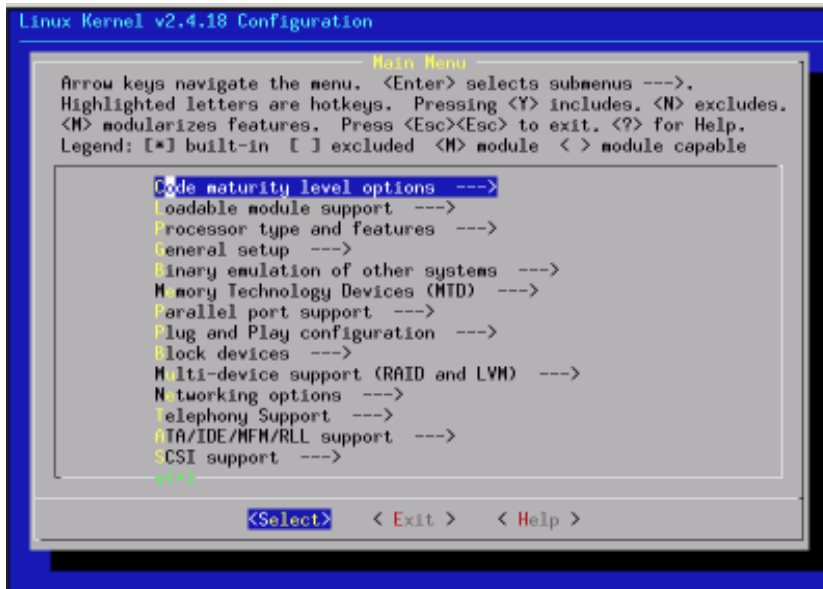 Linux Kernel v2.4.18 Configuration
Main Menu
Arrow keys navigate the menu. <Enter> selects submenus --->.
Highlighted letters are hotkeys. Pressing <Y> includes, <N> excludes,
<M> modularizes features. Press <Esc><Esc> to exit, <?> for Help.
Legend: [*] built-in [ ] excluded <M> module < > module capable
Code maturity level options --->
Loadable module support --->
Processor type and features --->
General setup --->
Binary emulation of other systems --->
Memory Technology Devices (MTD) --->
Parallel port support --->
Plug and Play configuration --->
Block devices --->
Multi-device support (RAID and LVM) --->
Networking options --->
Telephony Support --->
ATA/IDE/MFM/RLL support --->
SCSI support --->
v(+)
<Select> < Exit > < Help >